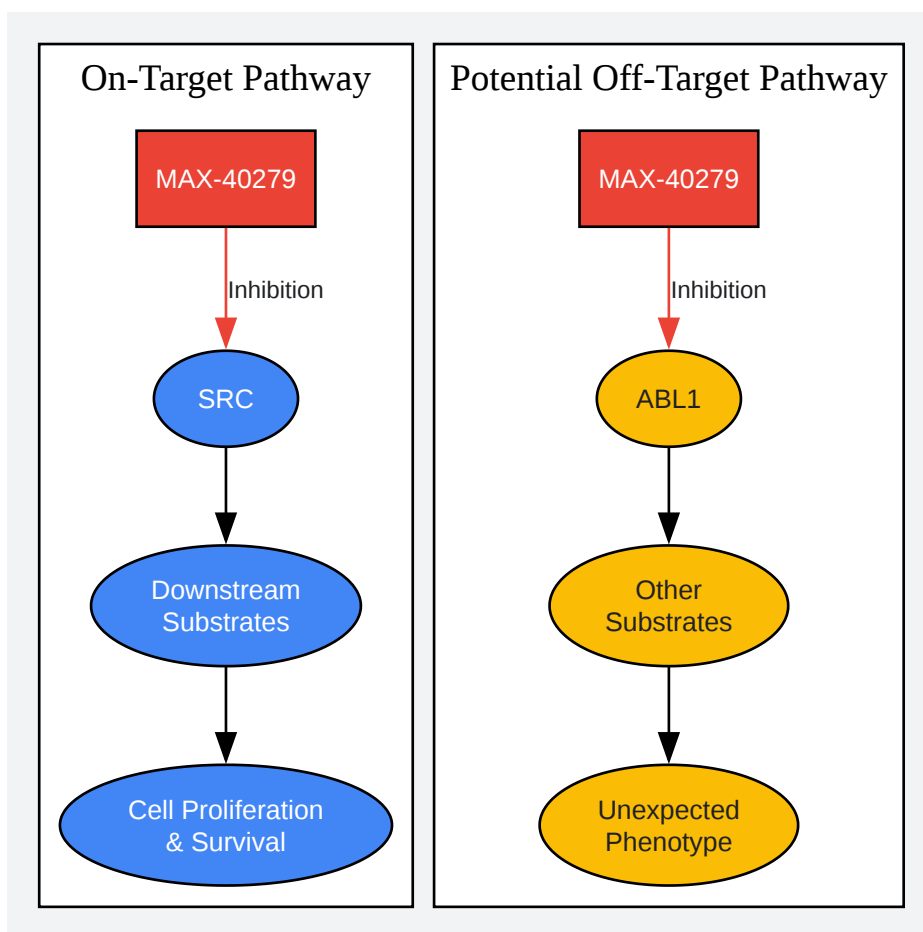 On-Target Pathway
MAX-40279
Inhibition
SRC
Downstream
Substrates
Cell Proliferation
& Survival
Potential Off-Target Pathway
MAX-40279
Inhibition
ABL1
Other
Substrates
Unexpected
Phenotype